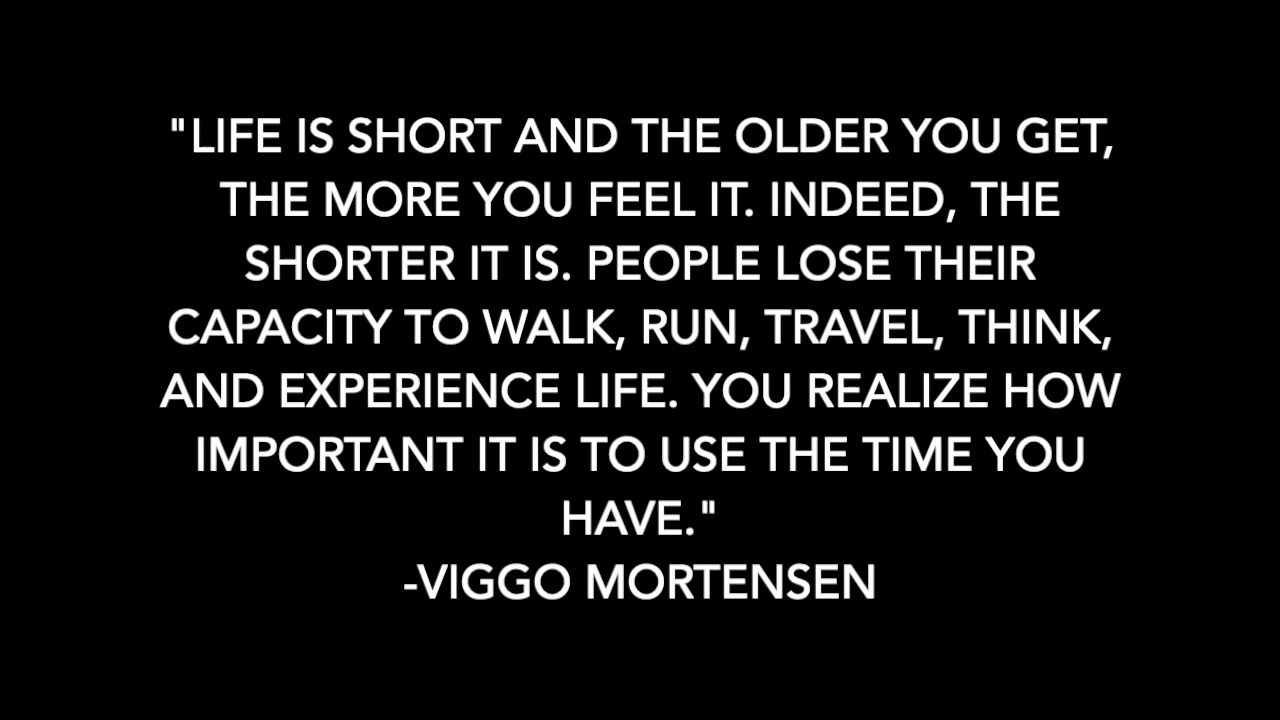 "LIFE IS SHORT AND THE OLDER YOU GET,
THE MORE YOU FEEL IT. INDEED, THE
SHORTER IT IS. PEOPLE LOSE THEIR
CAPACITY TO WALK, RUN, TRAVEL, THINK,
AND EXPERIENCE LIFE. YOU REALIZE HOW
IMPORTANT IT IS TO USE THE TIME YOU
HAVE."
-VIGGO MORTENSEN